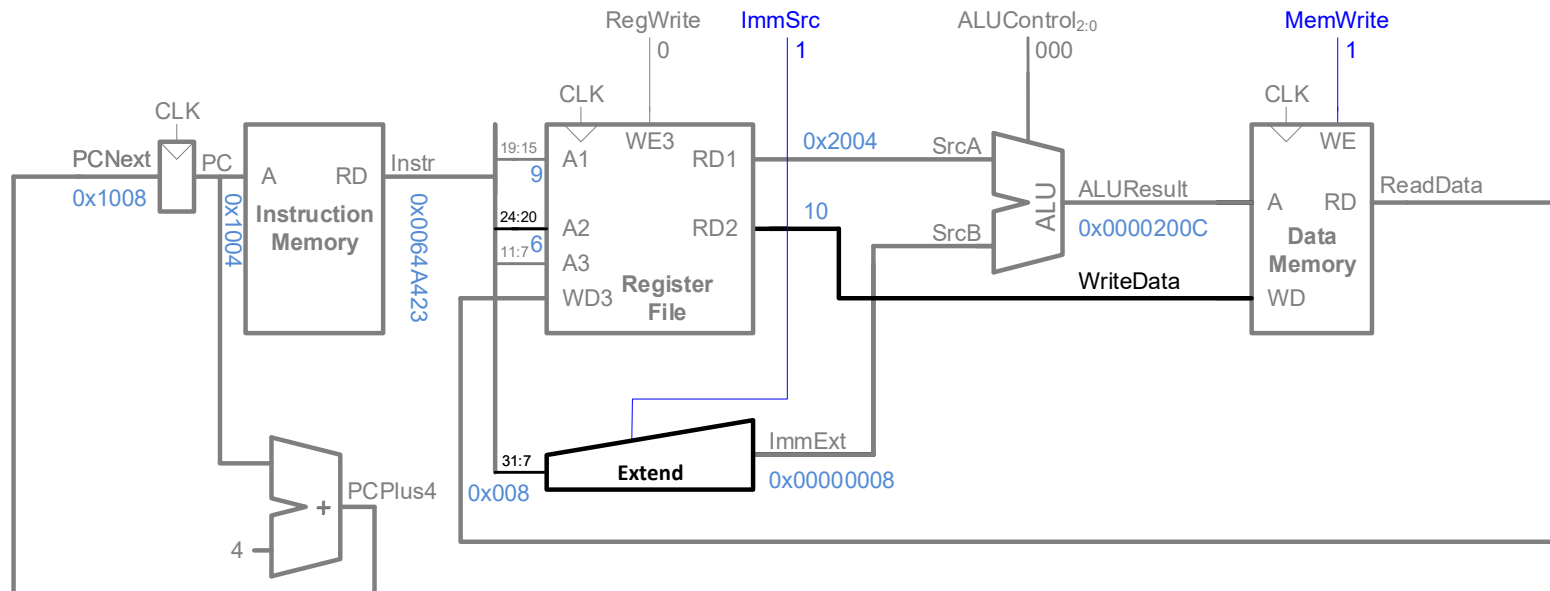 RegWrite
0
ImmSrc
1
ALUControl2:0
000
MemWrite
1
CLK
PCNext
0x1008
PC
0x1004
A
RD
Instruction
Memory
Instr
0x0064A423
CLK
WE3
19:15
A1
9
24:20
A2
6
11:7
A3
WD3
RD1
RD2
Register
File
0x2004
SrcA
10
SrcB
ALU
ALUResult
0x0000200C
WriteData
CLK
WE
A
RD
Data
Memory
WD
ReadData
31:7
0x008
Extend
ImmExt
0x00000008
PCPlus4
+
4